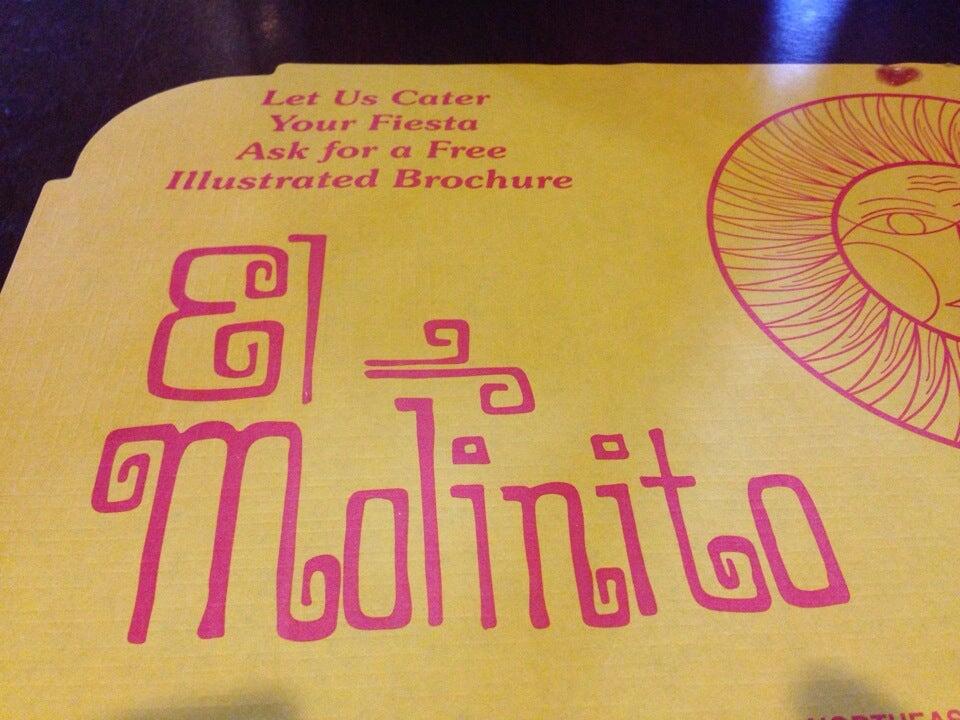 Let Us Cater
Your Fiesta
Ask for a Free
Illustrated Brochure
El
Molinito